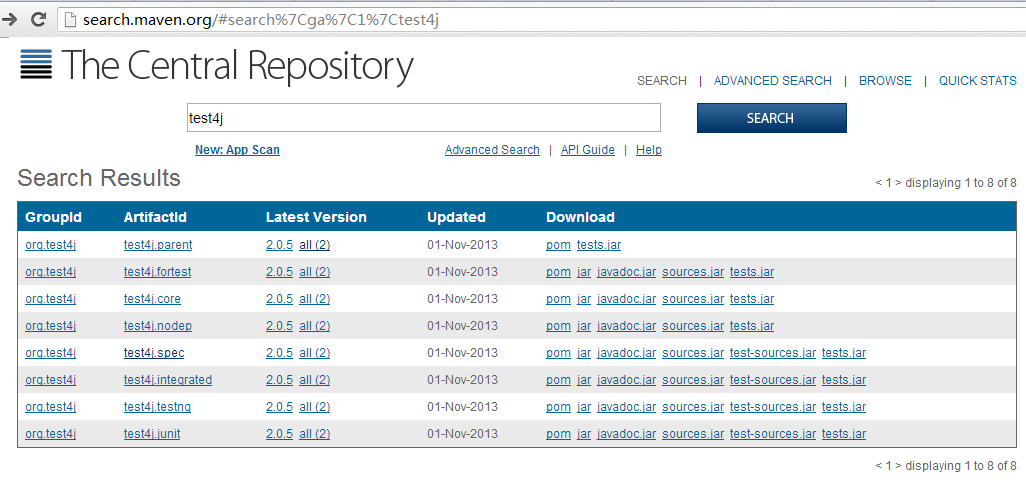 search.maven.org/#search%7Cga%7C1%7Ctest4j
The Central Repository
SEARCH | ADVANCED SEARCH | BROWSE | QUICK STATS
test4j SEARCH
New: App Scan Advanced Search | API Guide | Help
Search Results < 1 > displaying 1 to 8 of 8
GroupId ArtifactId Latest Version Updated Download
org.test4j test4j.parent 2.0.5 all (2) 01-Nov-2013 pom tests.jar
org.test4j test4j.fortest 2.0.5 all (2) 01-Nov-2013 pom jar javadoc.jar sources.jar tests.jar
org.test4j test4j.core 2.0.5 all (2) 01-Nov-2013 pom jar javadoc.jar sources.jar tests.jar
org.test4j test4j.nodep 2.0.5 all (2) 01-Nov-2013 pom jar javadoc.jar sources.jar tests.jar
org.test4j test4j.spec 2.0.5 all (2) 01-Nov-2013 pom jar javadoc.jar sources.jar test-sources.jar tests.jar
org.test4j test4j.integrated 2.0.5 all (2) 01-Nov-2013 pom jar javadoc.jar sources.jar test-sources.jar tests.jar
org.test4j test4j.testng 2.0.5 all (2) 01-Nov-2013 pom jar javadoc.jar sources.jar test-sources.jar tests.jar
org.test4j test4j.junit 2.0.5 all (2) 01-Nov-2013 pom jar javadoc.jar sources.jar test-sources.jar tests.jar
< 1 > displaying 1 to 8 of 8